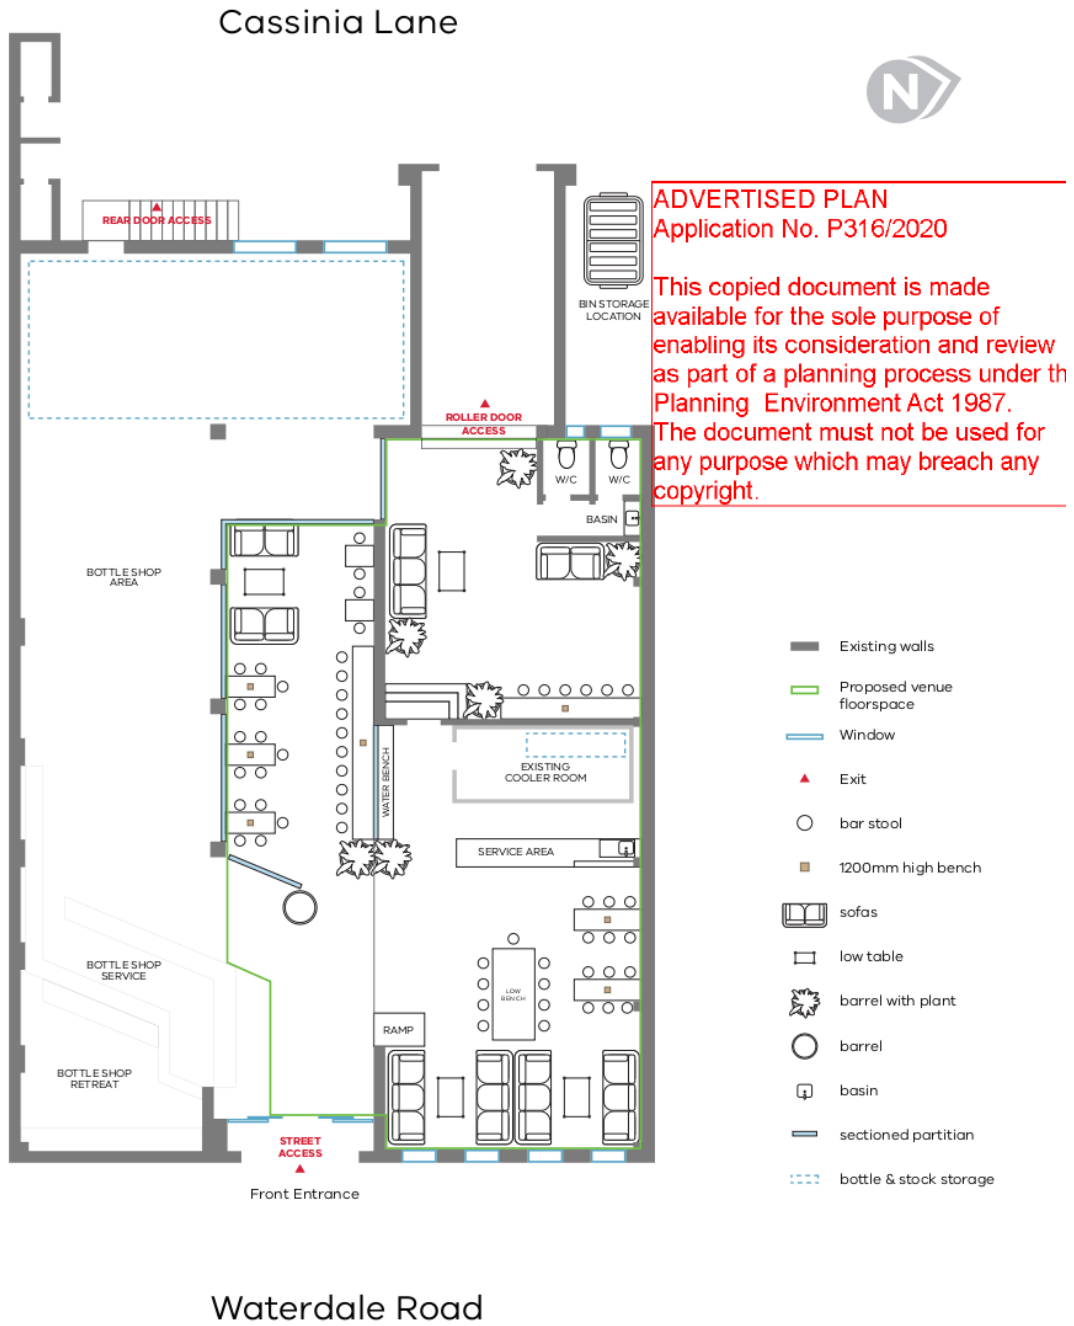 Cassinia Lane
N
ADVERTISED PLAN
Application No. P316/2020
This copied document is made
available for the sole purpose of
enabling its consideration and review
as part of a planning process under th
Planning Environment Act 1987.
The document must not be used for
any purpose which may breach any
copyright.
REAR DOOR ACCESS
BIN STORAGE
LOCATION
ROLLER DOOR
ACCESS
W/C
W/C
BASIN
BOTTLE SHOP
AREA
WATER BENCH
EXISTING
COOLER ROOM
SERVICE AREA
LOW
BENCH
BOTTLE SHOP
SERVICE
RAMP
BOTTLE SHOP
RETREAT
STREET
ACCESS
Front Entrance
Existing walls
Proposed venue
floorspace
Window
Exit
bar stool
1200mm high bench
sofas
low table
barrel with plant
barrel
basin
sectioned partitian
bottle & stock storage
Waterdale Road